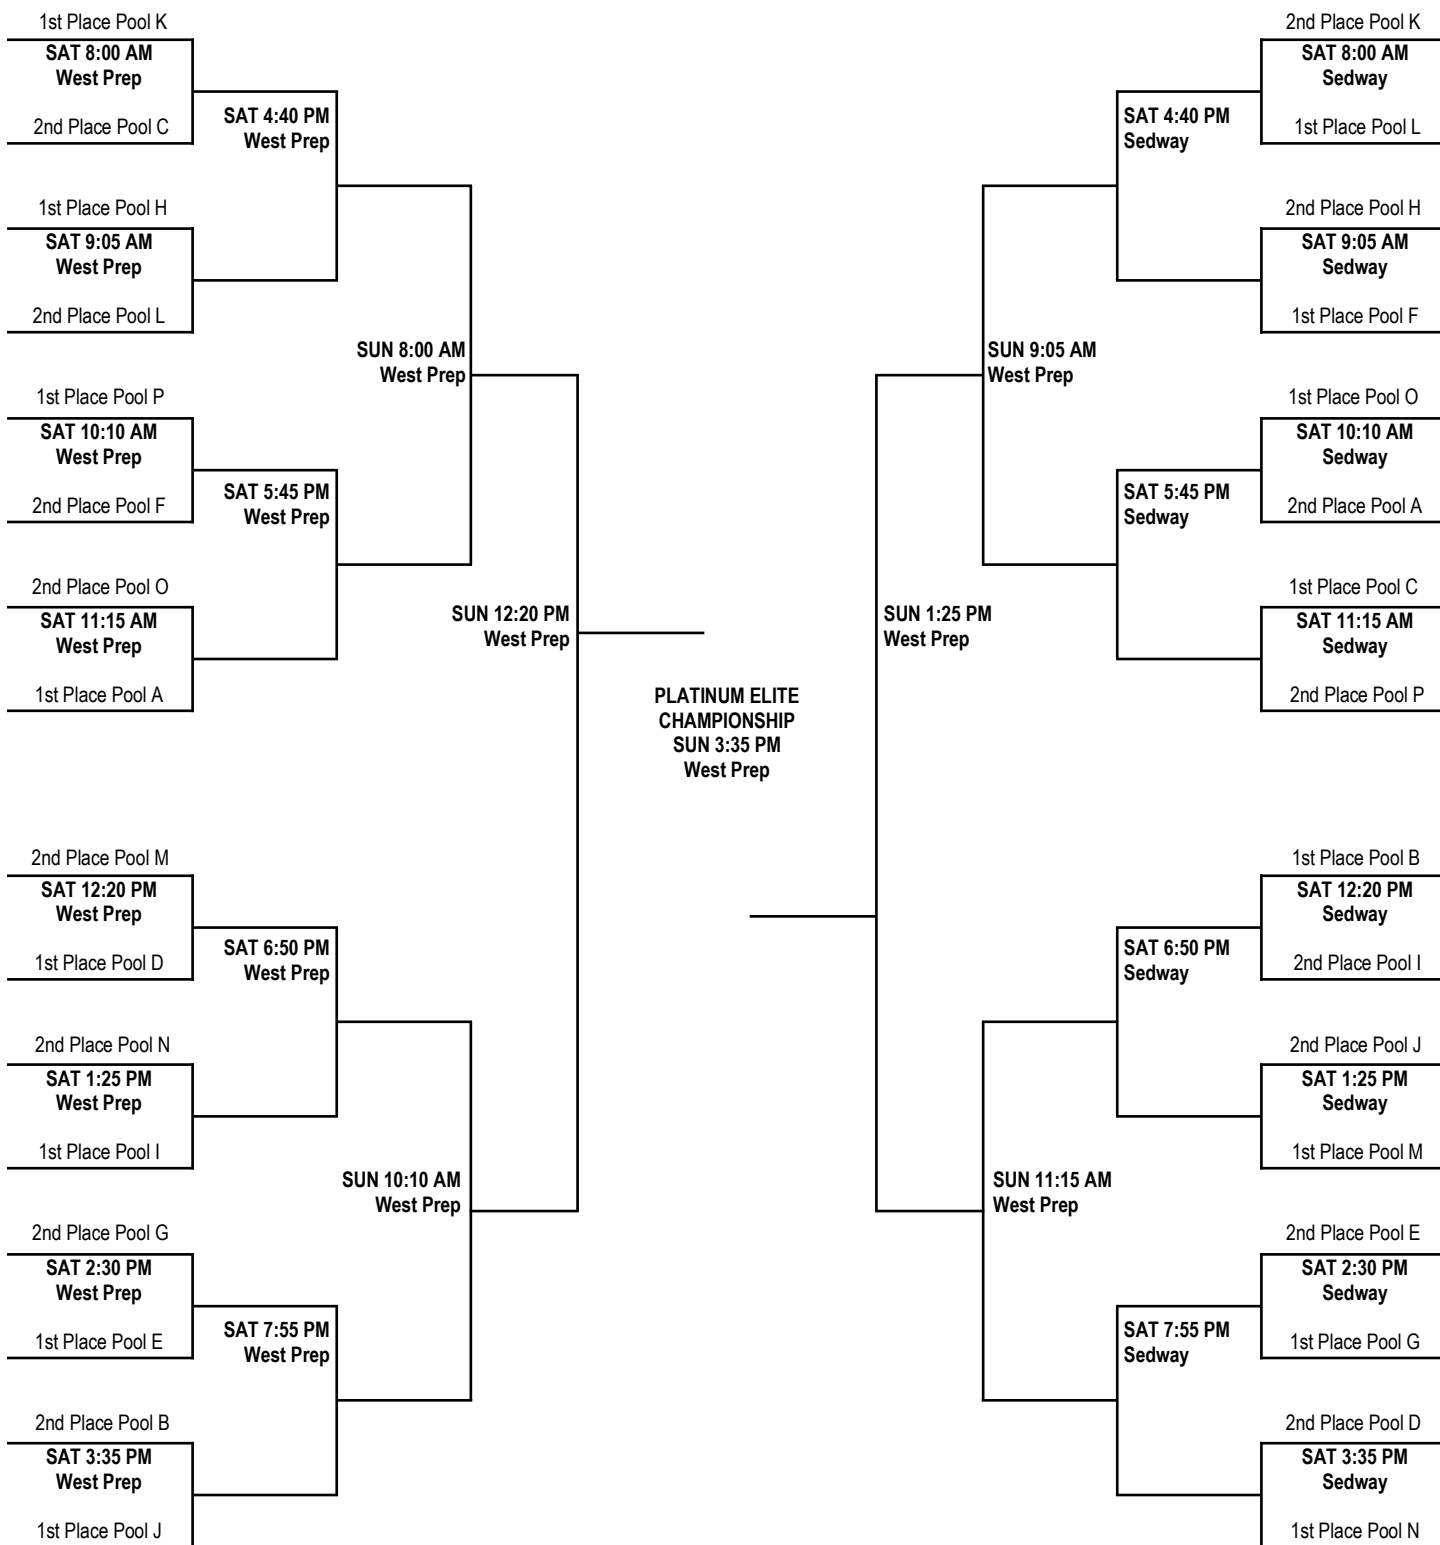 1st Place Pool K
SAT 8:00 AM
West Prep
2nd Place Pool C
SAT 4:40 PM
West Prep
1st Place Pool H
SAT 9:05 AM
West Prep
2nd Place Pool L
SUN 8:00 AM
West Prep
1st Place Pool P
SAT 10:10 AM
West Prep
2nd Place Pool F
SAT 5:45 PM
West Prep
2nd Place Pool O
SAT 11:15 AM
West Prep
1st Place Pool A
SUN 12:20 PM
West Prep
2nd Place Pool M
SAT 12:20 PM
West Prep
1st Place Pool D
SAT 6:50 PM
West Prep
2nd Place Pool N
SAT 1:25 PM
West Prep
1st Place Pool I
SUN 10:10 AM
West Prep
2nd Place Pool G
SAT 2:30 PM
West Prep
1st Place Pool E
SAT 7:55 PM
West Prep
2nd Place Pool B
SAT 3:35 PM
West Prep
1st Place Pool J
PLATINUM ELITE
CHAMPIONSHIP
SUN 3:35 PM
West Prep
2nd Place Pool K
SAT 8:00 AM
Sedway
1st Place Pool L
SAT 4:40 PM
Sedway
2nd Place Pool H
SAT 9:05 AM
Sedway
1st Place Pool F
SUN 9:05 AM
West Prep
1st Place Pool O
SAT 10:10 AM
Sedway
2nd Place Pool A
SAT 5:45 PM
Sedway
1st Place Pool C
SAT 11:15 AM
Sedway
2nd Place Pool P
SUN 1:25 PM
West Prep
1st Place Pool B
SAT 12:20 PM
Sedway
2nd Place Pool I
SAT 6:50 PM
Sedway
2nd Place Pool J
SAT 1:25 PM
Sedway
1st Place Pool M
SUN 11:15 AM
West Prep
2nd Place Pool E
SAT 2:30 PM
Sedway
1st Place Pool G
SAT 7:55 PM
Sedway
2nd Place Pool D
SAT 3:35 PM
Sedway
1st Place Pool N